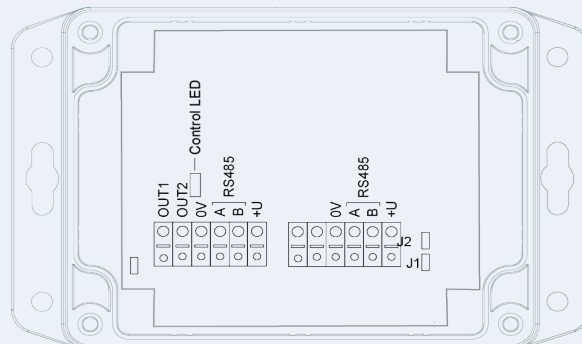 Control LED
OUT1
OUT2
0V
A
B
RS485
+U
0V
A
B
RS485
+U
J2
J1